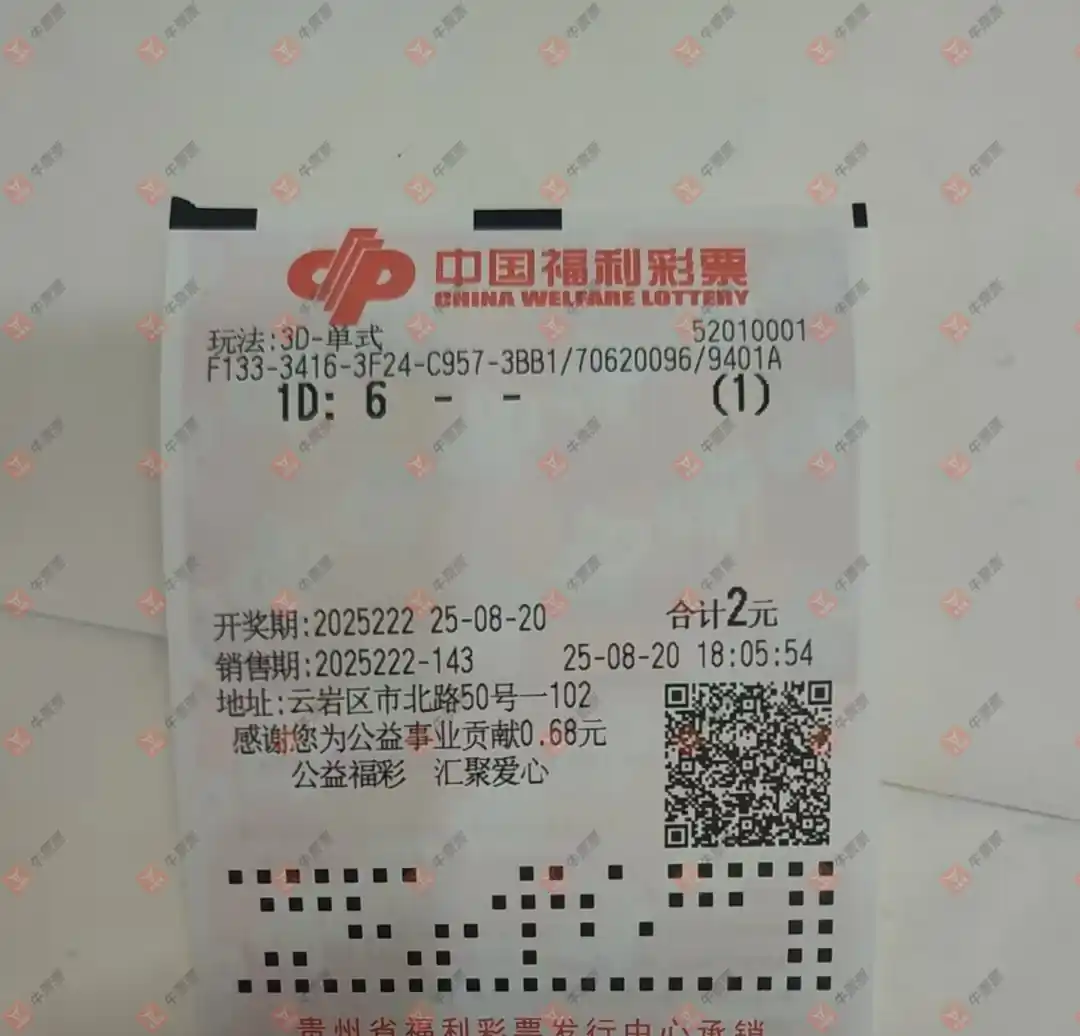 中国福利彩票
CHINA WELFARE LOTTERY
玩法:3D-单式 52010001
F133-3416-3F24-C957-3BB1/70620096/9401A
1D: 6 - - (1)
开奖期:2025222 25-08-20 合计2元
销售期:2025222-143 25-08-20 18:05:54
地址:云岩区市北路50号一102
感谢您为公益事业贡献0.68元
公益福彩 汇聚爱心
贵州省福利彩票发行中心承销